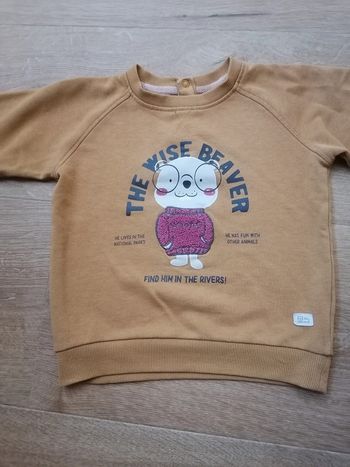 THE WISE BEAVER
HE LIVES IN THE
NATIONAL PARKS
HE HAS FUN WITH
OTHER ANIMALS
FIND HIM IN THE RIVERS!